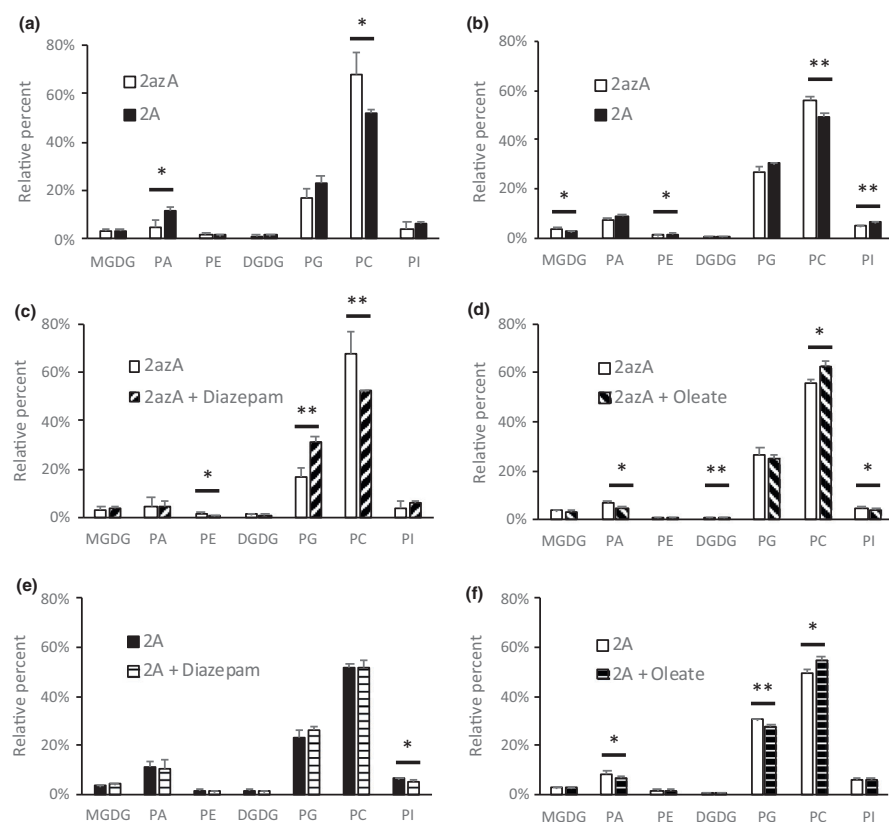 (a)
Relative percent
80%
60%
40%
20%
0%
2azA
2A
*
*
MGDG PA PE DGDG PG PC PI
(b)
Relative percent
80%
60%
40%
20%
0%
2azA
2A
*
*
**
**
MGDG PA PE DGDG PG PC PI
(c)
Relative percent
80%
60%
40%
20%
0%
2azA
2azA + Diazepam
*
**
**
MGDG PA PE DGDG PG PC PI
(d)
Relative percent
80%
60%
40%
20%
0%
2azA
2azA + Oleate
*
**
*
*
MGDG PA PE DGDG PG PC PI
(e)
Relative percent
80%
60%
40%
20%
0%
2A
2A + Diazepam
*
MGDG PA PE DGDG PG PC PI
(f)
Relative percent
80%
60%
40%
20%
0%
2A
2A + Oleate
*
**
*
MGDG PA PE DGDG PG PC PI